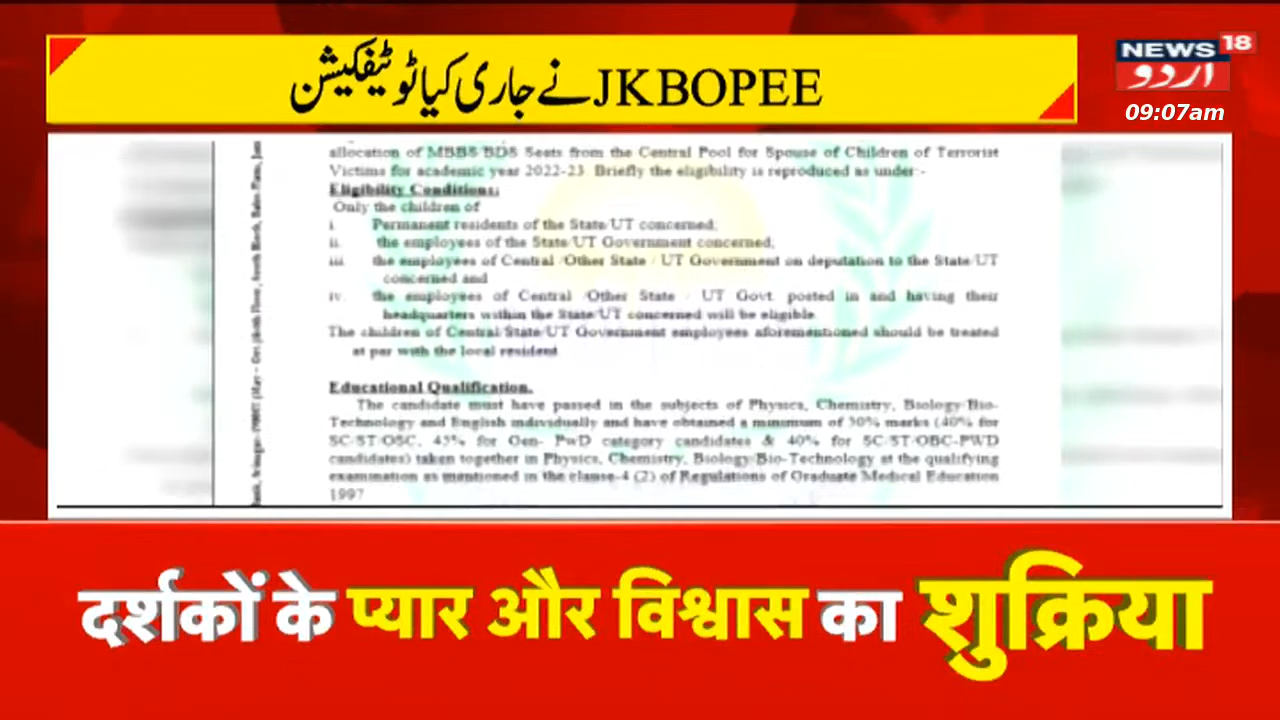 JKBOPEE نے جاری کیا نوٹیفکیشن
NEWS 18
اردو
09:07am
allocation of MBBS/BDS Seats from the Central Pool for Spouse of Children of Terrorist
Victims for academic year 2022-23. Briefly the eligibility is reproduced as under:-
Eligibility Conditions:
Only the children of
i. Permanent residents of the State/UT concerned;
ii. the employees of the State/UT Government concerned;
iii. the employees of Central /Other State / UT Government on deputation to the State/UT
concerned and
iv. the employees of Central /Other State / UT Govt. posted in and having their
headquarters within the State/UT concerned will be eligible.
The children of Central/State/UT Government employees aforementioned should be treated
at par with the local resident
Educational Qualification.
The candidate must have passed in the subjects of Physics, Chemistry, Biology/Bio-
Technology and English individually and have obtained a minimum of 50% marks (40% for
SC/ST/OSC, 45% for Gen- PwD category candidates & 40% for SC/ST/OBC-PWD
candidates) taken together in Physics, Chemistry, Biology/Bio-Technology at the qualifying
examination as mentioned in the clause-4 (2) of Regulations of Graduate Medical Education
1997
दर्शकों के प्यार और विश्वास का शुक्रिया